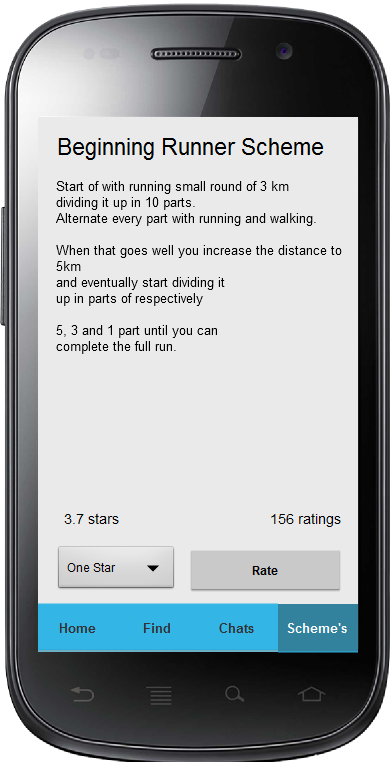 Beginning Runner Scheme
Start of with running small round of 3 km
dividing it up in 10 parts.
Alternate every part with running and walking.
When that goes well you increase the distance to
5km
and eventually start dividing it
up in parts of respectively
5, 3 and 1 part until you can
complete the full run.
3.7 stars 156 ratings
One Star Rate
Home Find Chats Scheme's